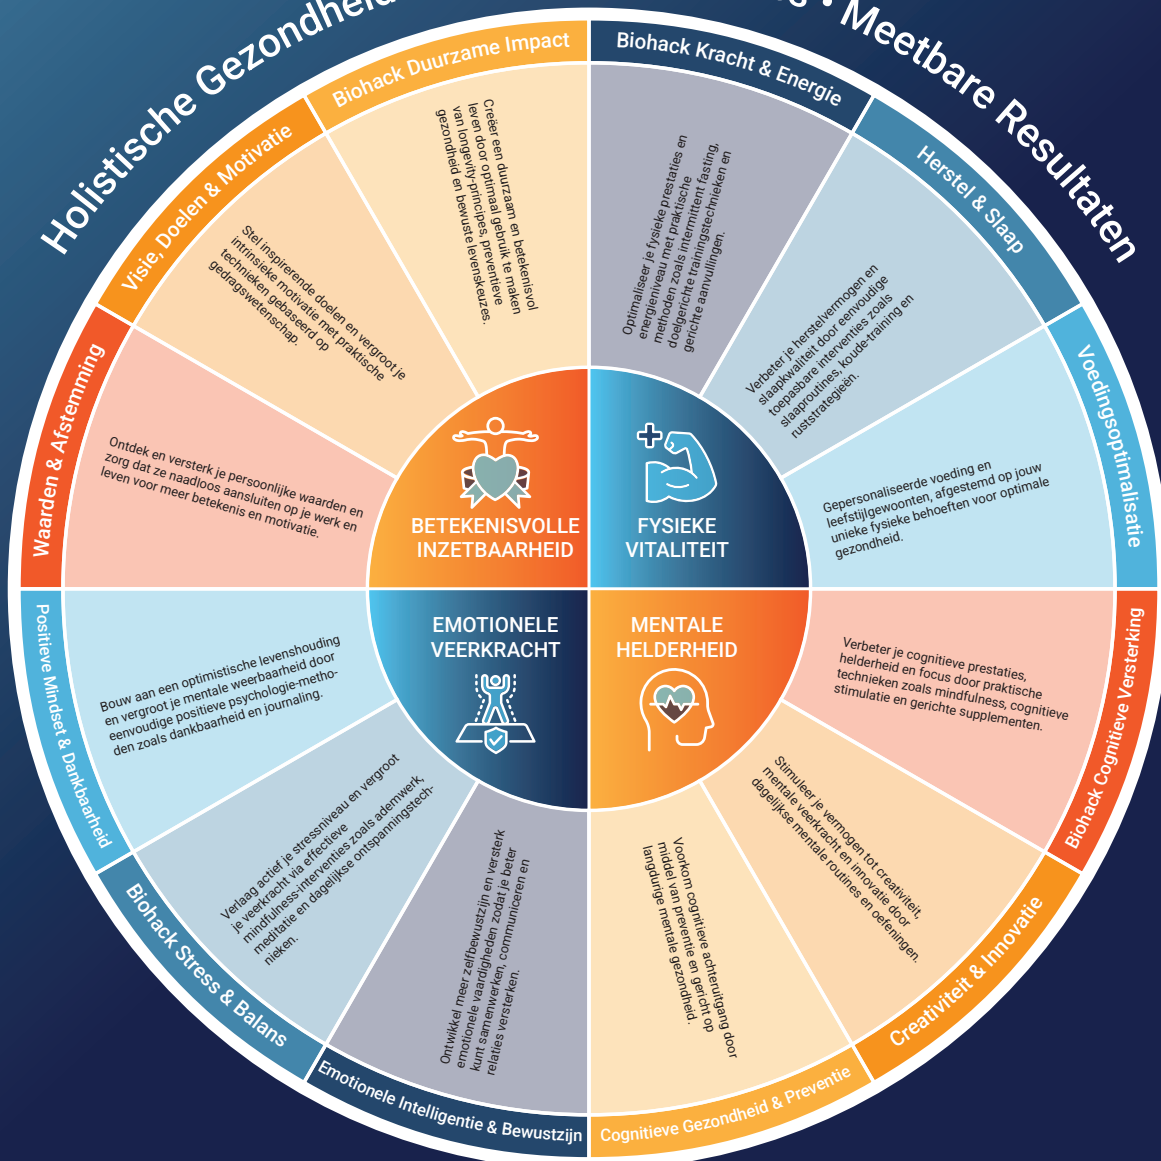 Holistische Gezondheid
• Meetbare Resultaten
Biohack Kracht & Energie
Optimaliseer je fysieke prestaties en
energieniveau met praktische
methoden zoals intermittent fasting,
doelgerichte trainingstechnieken en
gerichte aanvullingen.
Herstel & Slaap
Verbeter je herstelvermogen en
slaapkwaliteit door eenvoudige
toepasbare interventies zoals
slaaproutines, koude-training en
ruststrategieën.
Voedingsoptimalisatie
Gepersonaliseerde voeding en
leefstijlgewoonten, afgestemd op jouw
unieke fysieke behoeften voor optimale
gezondheid.
Biohack Cognitieve Versterking
Verbeter je cognitieve prestaties,
helderheid en focus door praktische
technieken zoals mindfulness, cognitieve
stimulatie en gerichte supplementen.
Creativiteit & Innovatie
Stimuleer je vermogen tot creativiteit,
mentale veerkracht en innovatie door
dagelijkse mentale routines en oefeningen.
Cognitieve Gezondheid & Preventie
Voorkom cognitieve achteruitgang door
middel van preventie en gericht op
langdurige mentale gezondheid.
Emotionele Intelligentie & Bewustzijn
Ontwikkel meer zelfbewustzijn en versterk
emotionele vaardigheden zodat je beter
kunt samenwerken, communiceren en
relaties versterken.
Biohack Stress & Balans
Verlaag actief je stressniveau en vergroot
je veerkracht via effectieve
mindfulness-interventies zoals ademwerk,
meditatie en dagelijkse ontspanningstech-
nieken.
Positieve Mindset & Dankbaarheid
Bouw aan een optimistische levenshouding
en vergroot je mentale weerbaarheid door
eenvoudige positieve psychologie-metho-
den zoals dankbaarheid en journaling.
Waarden & Afstemming
Ontdek en versterk je persoonlijke waarden en
zorg dat ze naadloos aansluiten op je werk en
leven voor meer betekenis en motivatie.
Visie, Doelen & Motivatie
Stel inspirerende doelen en vergroot je
intrinsieke motivatie met praktische
technieken gebaseerd op
gedragswetenschap.
Biohack Duurzame Impact
Creëer een duurzaam en betekenisvol
leven door optimaal gebruik te maken
van longevity-principes, preventieve
gezondheid en bewuste levenskeuzes.
BETEKENISVOLLE
INZETBAARHEID
FYSIEKE
VITALITEIT
EMOTIONELE
VEERKRACHT
MENTALE
HELDERHEID